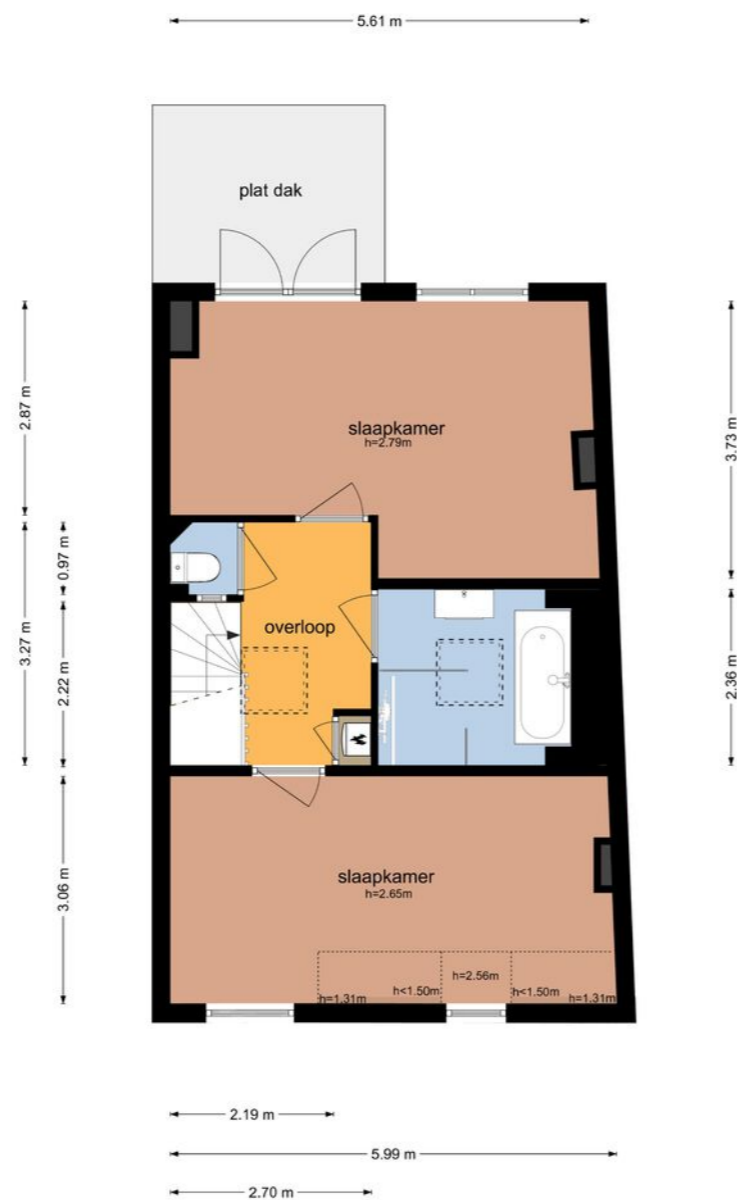 5.61 m
plat dak
2.87 m
3.73 m
slaapkamer
h=2.79m
0.97 m
3.27 m
overloop
2.22 m
2.36 m
3.06 m
slaapkamer
h=2.65m
h=2.56m
h=1.31m
h<1.50m
h<1.50m
h=1.31m
2.19 m
5.99 m
2.70 m